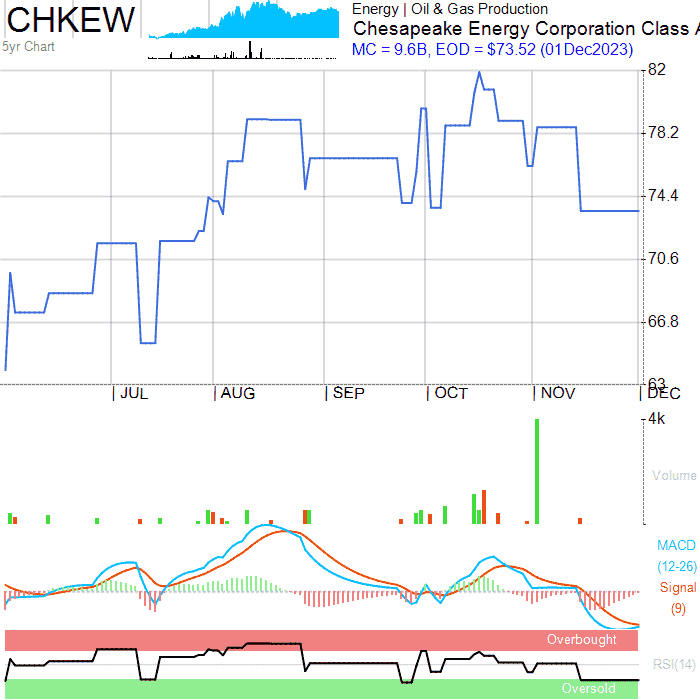 CHKEW
5yr Chart
Energy | Oil & Gas Production
Chesapeake Energy Corporation Class A
MC = 9.6B, EOD = $73.52 (01Dec2023)
82
78.2
74.4
70.6
66.8
63
| JUL | AUG | SEP | OCT | NOV | DEC
4k
Volume
MACD
(12-26)
Signal
(9)
Overbought
RSI(14)
Oversold